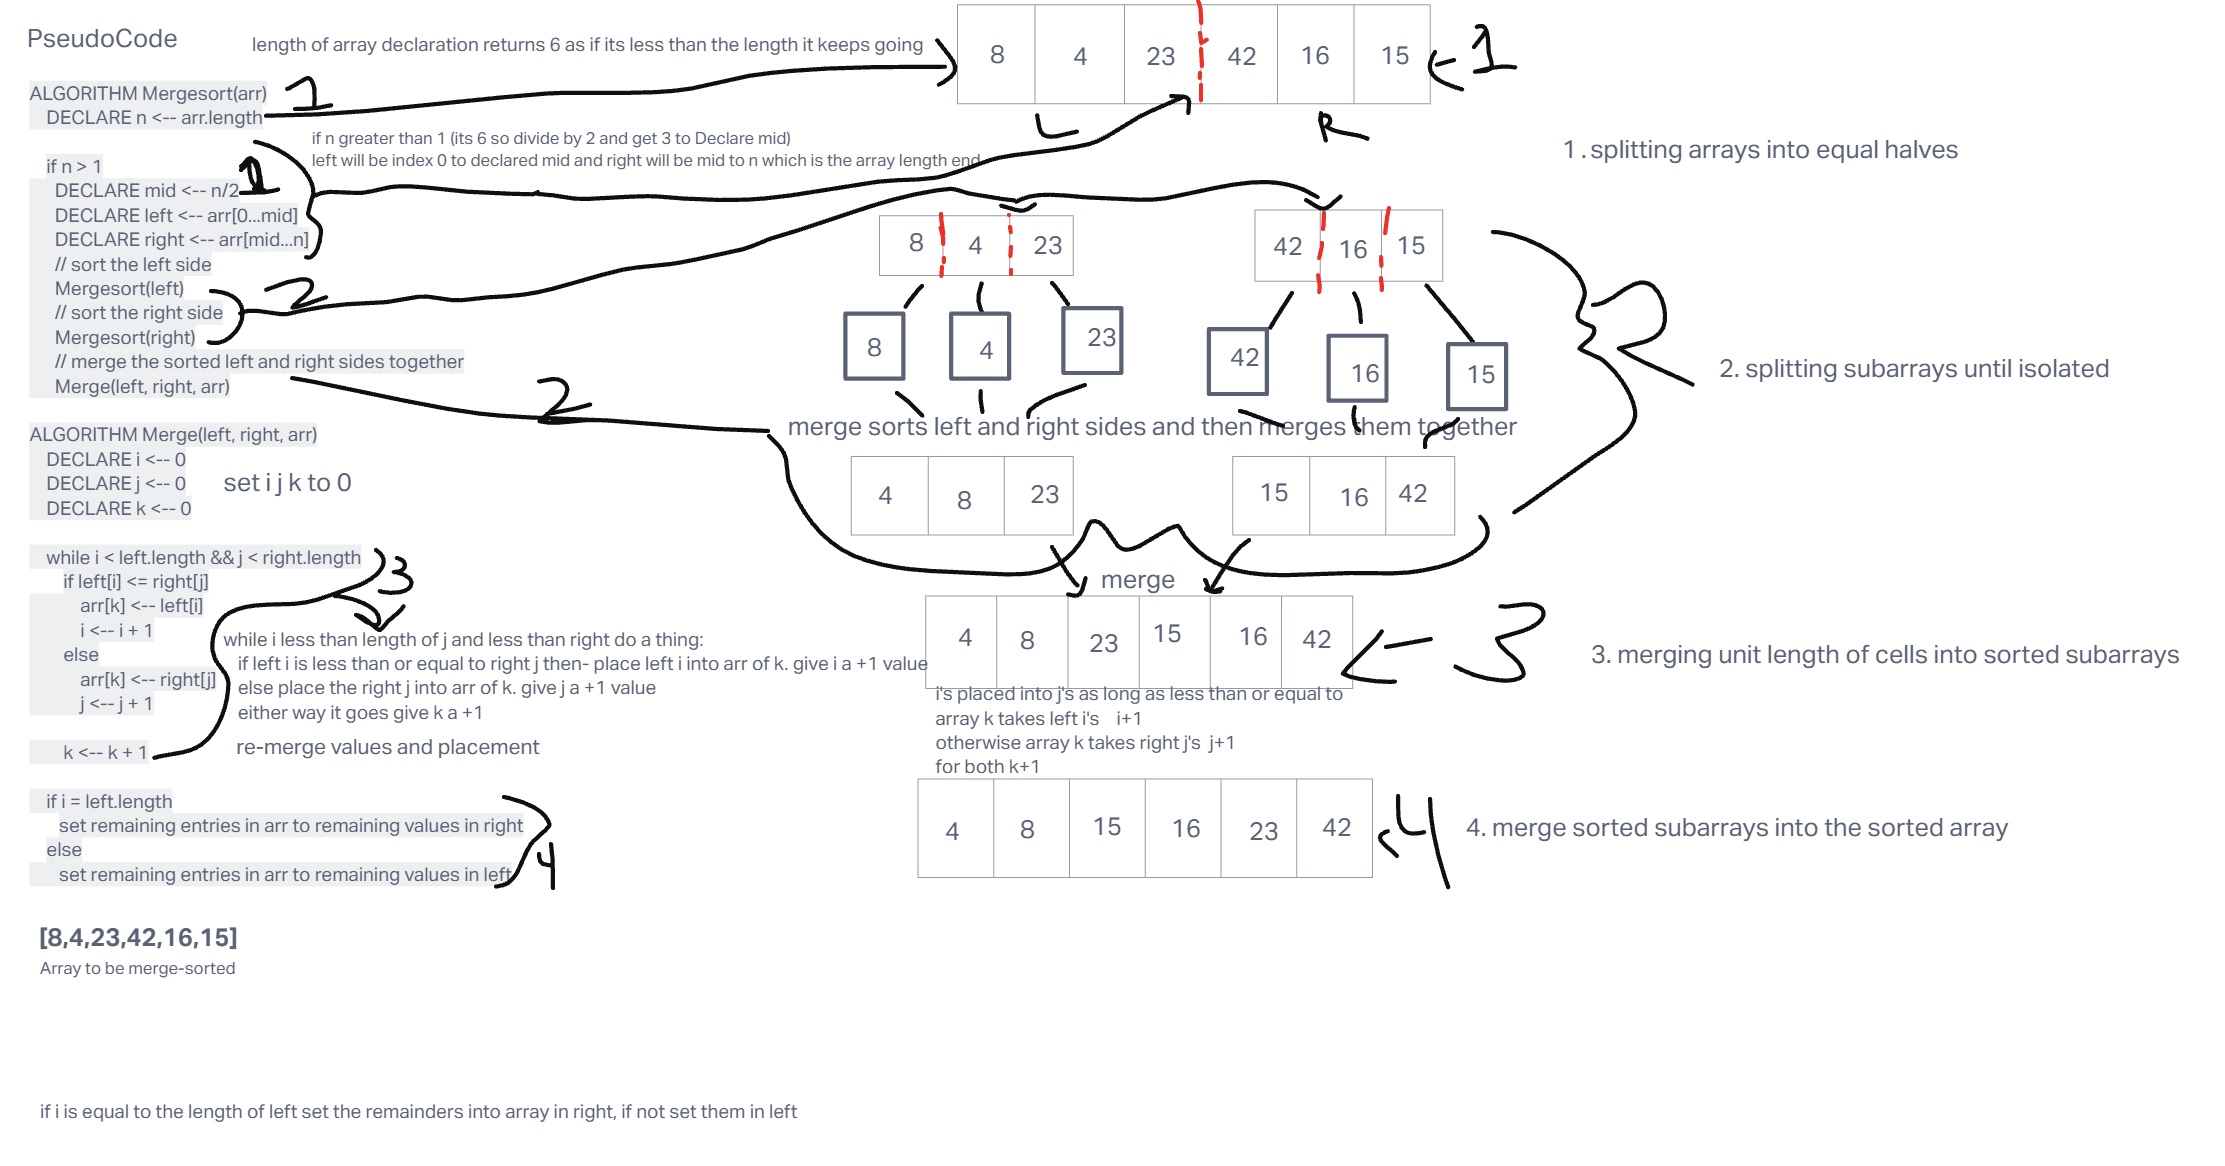 PseudoCode
length of array declaration returns 6 as if its less than the length it keeps going
8 4 23 42 16 15
1
ALGORITHM Mergesort(arr)
1
DECLARE n <-- arr.length
L
R
if n greater than 1 (its 6 so divide by 2 and get 3 to Declare mid)
left will be index 0 to declared mid and right will be mid to n which is the array length end
1. splitting arrays into equal halves
if n > 1
DECLARE mid <-- n/2
1
DECLARE left <-- arr[0...mid]
DECLARE right <-- arr[mid...n]
// sort the left side
Mergesort(left)
2
// sort the right side
Mergesort(right)
// merge the sorted left and right sides together
Merge(left, right, arr)
2
8 4 23
42 16 15
8
4
23
42
16
15
2
2. splitting subarrays until isolated
merge sorts left and right sides and then merges them together
4 8 23
15 16 42
ALGORITHM Merge(left, right, arr)
DECLARE i <-- 0
DECLARE j <-- 0
DECLARE k <-- 0
set i j k to 0
while i < left.length && j < right.length
3
if left[i] <= right[j]
arr[k] <-- left[i]
i <-- i + 1
else
arr[k] <-- right[j]
j <-- j + 1
k <-- k + 1
while i less than length of j and less than right do a thing:
if left i is less than or equal to right j then- place left i into arr of k. give i a +1 value
else place the right j into arr of k. give j a +1 value
either way it goes give k a +1
re-merge values and placement
merge
4 8 23 15 16 42
3
3. merging unit length of cells into sorted subarrays
i's placed into j's as long as less than or equal to
array k takes left i's i+1
otherwise array k takes right j's j+1
for both k+1
4 8 15 16 23 42
4
4. merge sorted subarrays into the sorted array
if i = left.length
set remaining entries in arr to remaining values in right
else
set remaining entries in arr to remaining values in left
4
[8,4,23,42,16,15]
Array to be merge-sorted
if i is equal to the length of left set the remainders into array in right, if not set them in left